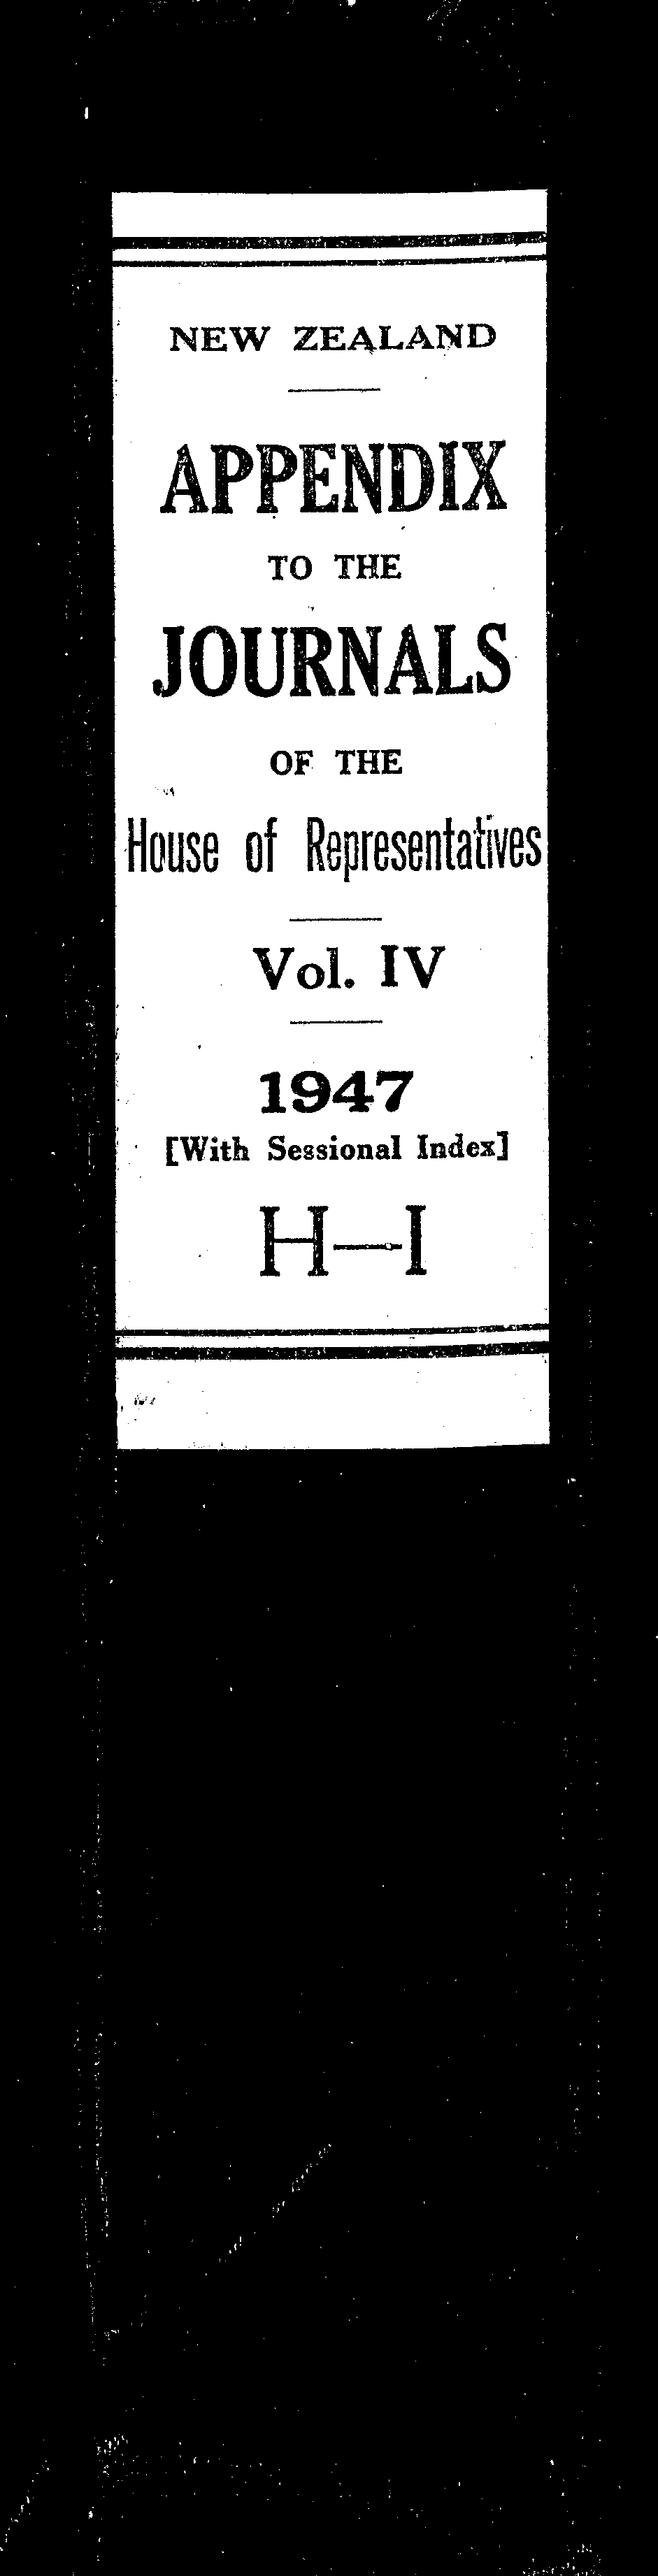 NEW ZEALAND
APPENDIX
TO THE
JOURNALS
OF THE
House of Representatives
Vol. IV
1947
[With Sessional Index]
H—I